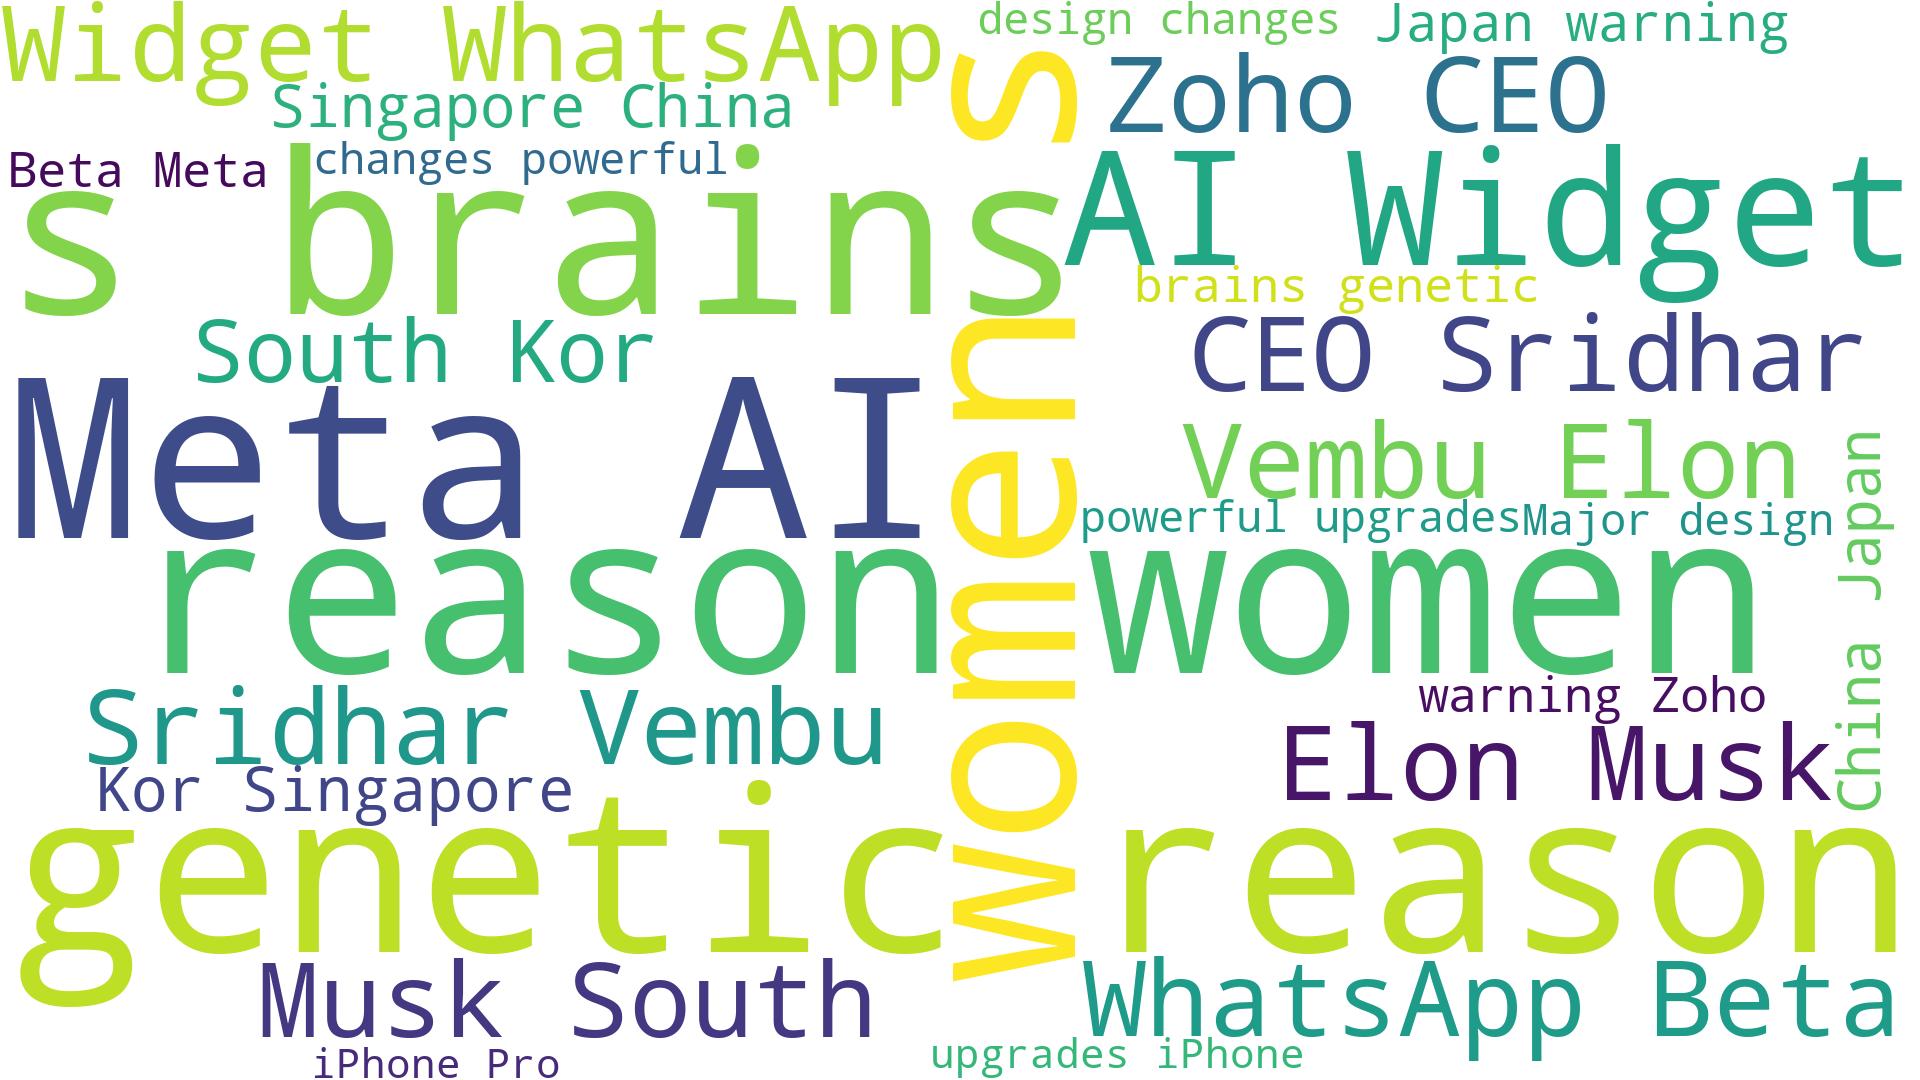 Widget WhatsApp
design changes
Japan warning
Singapore China
Zoho CEO
Beta Meta
changes powerful
s brains
AI Widget
women s
brains genetic
South Kor
CEO Sridhar
Meta AI
Vembu Elon
China Japan
powerful upgrades
Major design
reason women
Sridhar Vembu
warning Zoho
Elon Musk
Kor Singapore
genetic reason
Musk South
WhatsApp Beta
iPhone Pro
upgrades iPhone